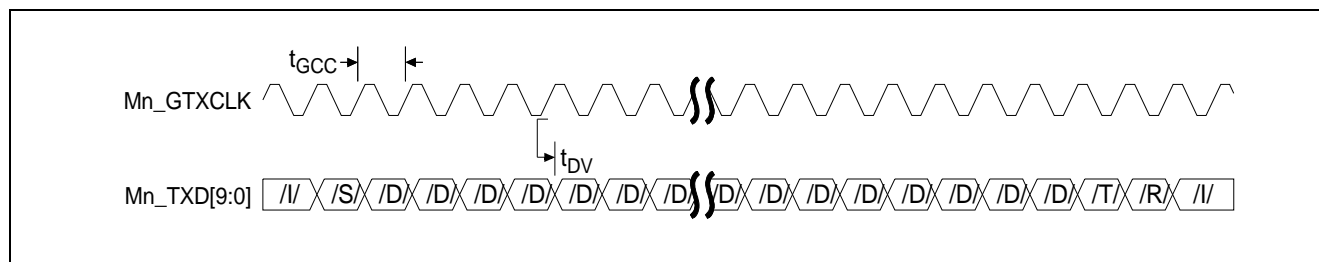 tGCC
Mn_GTXCLK
tDV
Mn_TXD[9:0] /I/ /S/ /D/ /D/ /D/ /D/ /D/ /D/ /D/ /D/ /D/ /D/ /D/ /D/ /D/ /D/ /D/ /T/ /R/ /I/